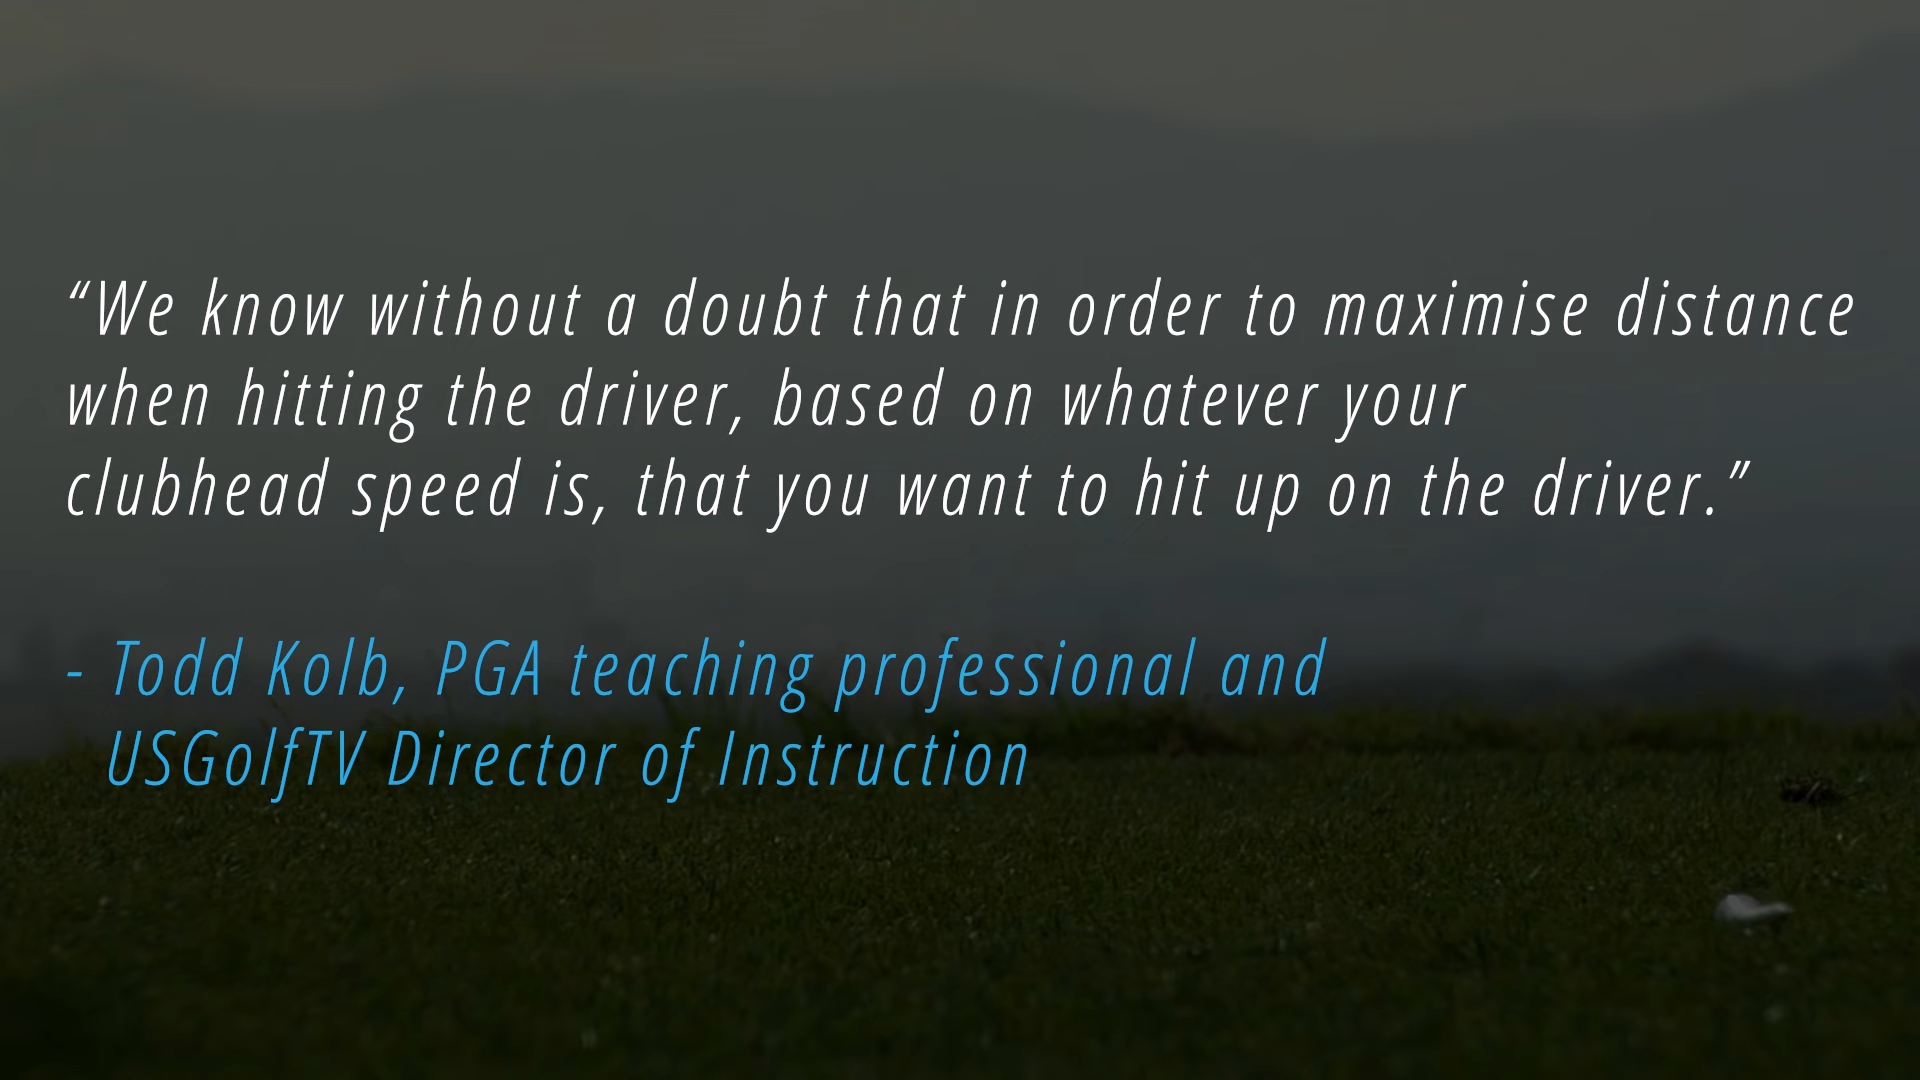 “We know without a doubt that in order to maximise distance
when hitting the driver, based on whatever your
clubhead speed is, that you want to hit up on the driver.”
- Todd Kolb, PGA teaching professional and
USGolfTV Director of Instruction